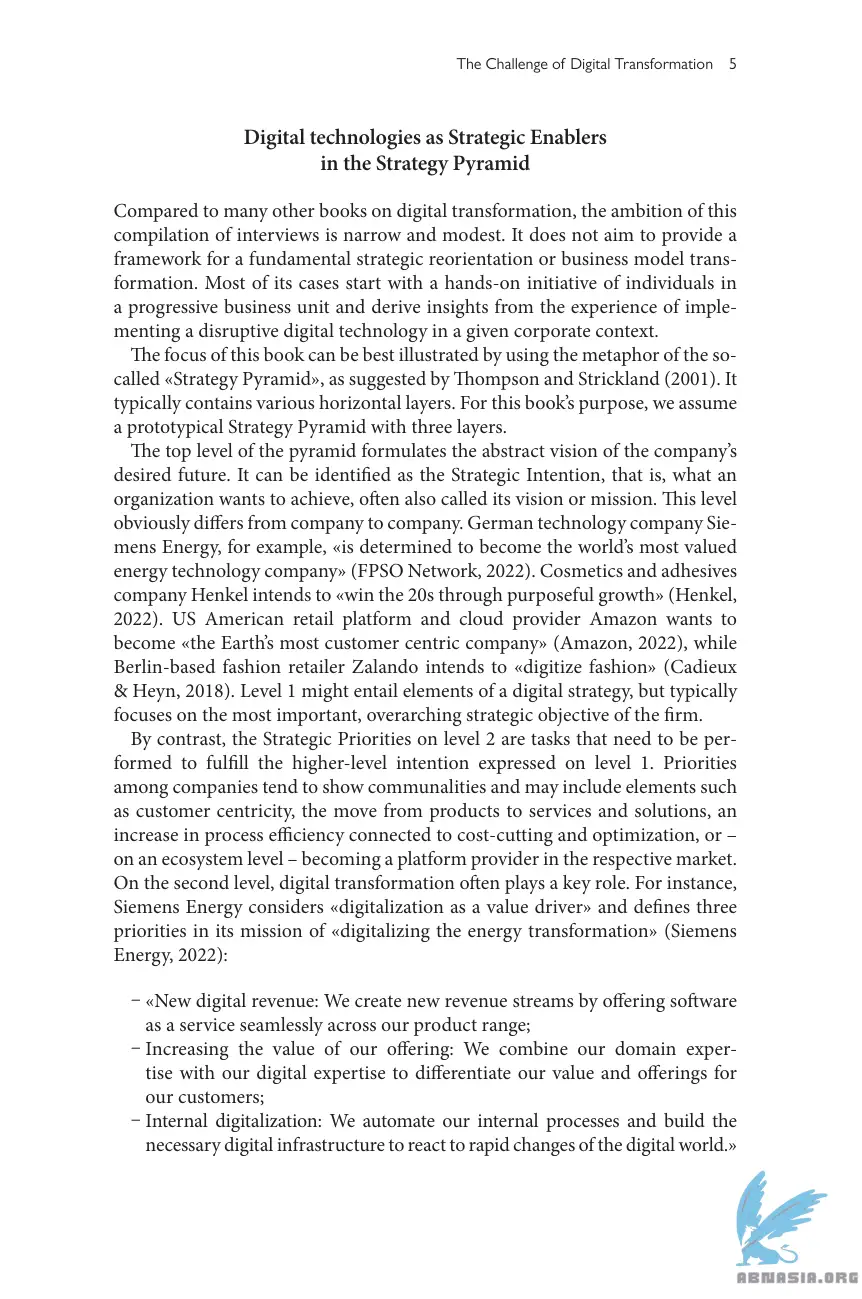 The Challenge of Digital Transformation 5
Digital technologies as Strategic Enablers
in the Strategy Pyramid
Compared to many other books on digital transformation, the ambition of this
compilation of interviews is narrow and modest. It does not aim to provide a
framework for a fundamental strategic reorientation or business model trans-
formation. Most of its cases start with a hands-on initiative of individuals in
a progressive business unit and derive insights from the experience of imple-
menting a disruptive digital technology in a given corporate context.
The focus of this book can be best illustrated by using the metaphor of the so-
called «Strategy Pyramid», as suggested by Thompson and Strickland (2001). It
typically contains various horizontal layers. For this book’s purpose, we assume
a prototypical Strategy Pyramid with three layers.
The top level of the pyramid formulates the abstract vision of the company’s
desired future. It can be identified as the Strategic Intention, that is, what an
organization wants to achieve, often also called its vision or mission. This level
obviously differs from company to company. German technology company Sie-
mens Energy, for example, «is determined to become the world’s most valued
energy technology company» (FPSO Network, 2022). Cosmetics and adhesives
company Henkel intends to «win the 20s through purposeful growth» (Henkel,
2022). US American retail platform and cloud provider Amazon wants to
become «the Earth’s most customer centric company» (Amazon, 2022), while
Berlin-based fashion retailer Zalando intends to «digitize fashion» (Cadieux
& Heyn, 2018). Level 1 might entail elements of a digital strategy, but typically
focuses on the most important, overarching strategic objective of the firm.
By contrast, the Strategic Priorities on level 2 are tasks that need to be per-
formed to fulfill the higher-level intention expressed on level 1. Priorities
among companies tend to show communalities and may include elements such
as customer centricity, the move from products to services and solutions, an
increase in process efficiency connected to cost-cutting and optimization, or –
on an ecosystem level – becoming a platform provider in the respective market.
On the second level, digital transformation often plays a key role. For instance,
Siemens Energy considers «digitalization as a value driver» and defines three
priorities in its mission of «digitalizing the energy transformation» (Siemens
Energy, 2022):
– «New digital revenue: We create new revenue streams by offering software
as a service seamlessly across our product range;
– Increasing the value of our offering: We combine our domain exper-
tise with our digital expertise to differentiate our value and offerings for
our customers;
– Internal digitalization: We automate our internal processes and build the
necessary digital infrastructure to react to rapid changes of the digital world.»
ABNASIA.ORG